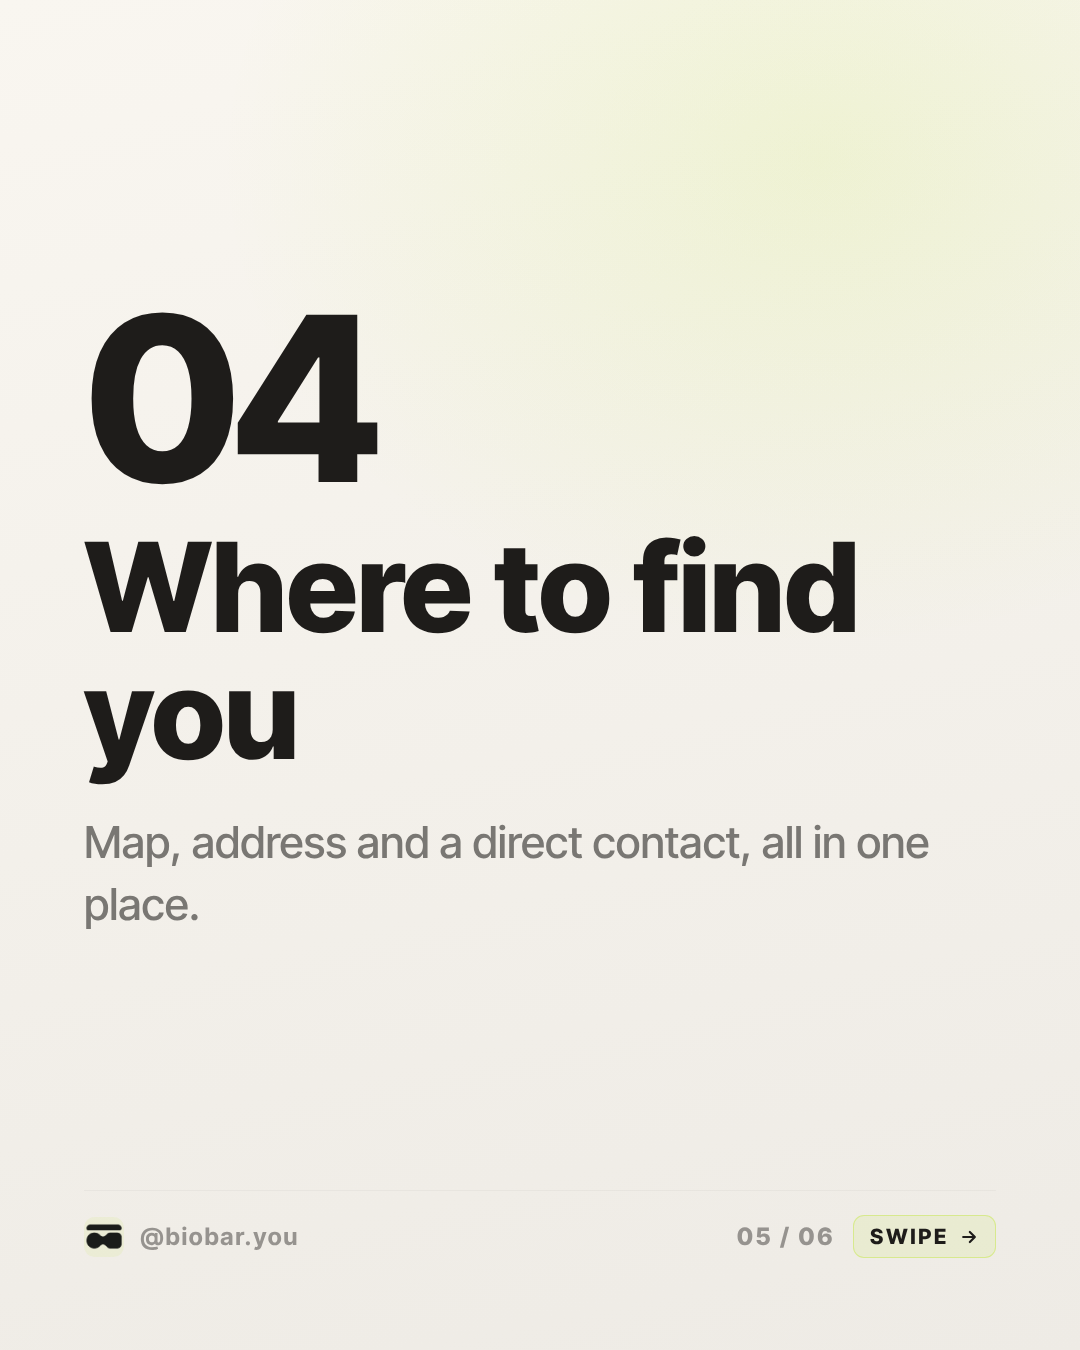 04
Where to find
you
Map, address and a direct contact, all in one
place.
@biobar.you
05 / 06
SWIPE →